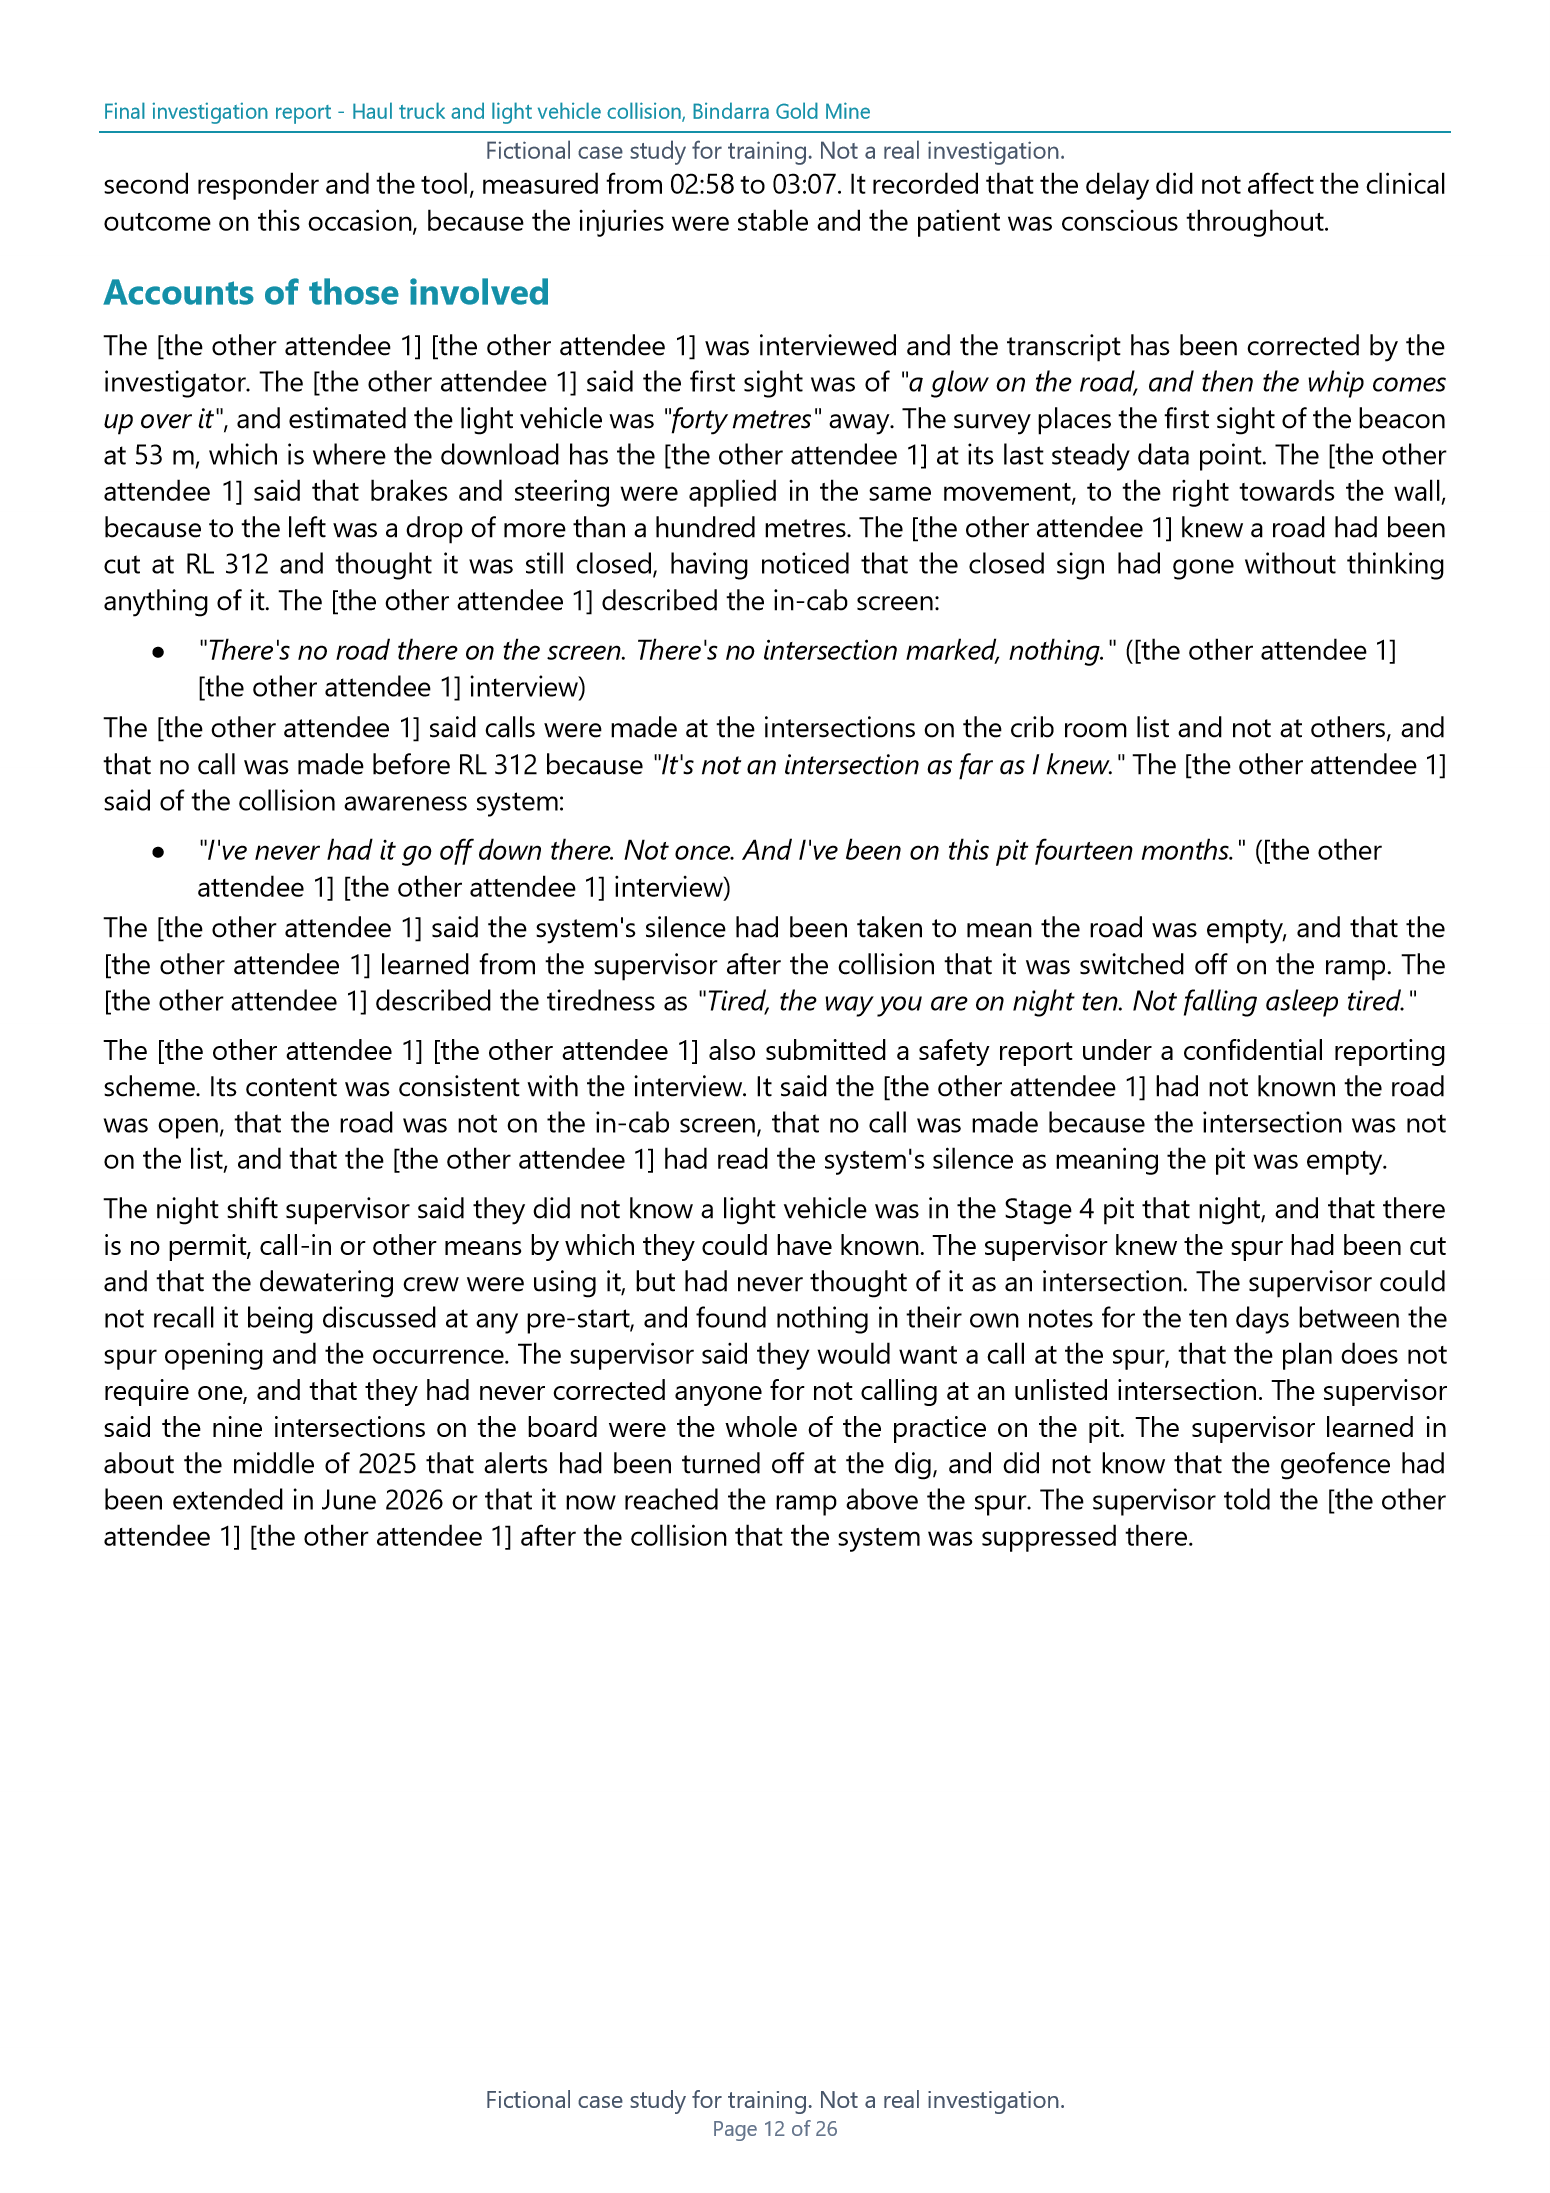 Final investigation report - Haul truck and light vehicle collision, Bindarra Gold Mine
Fictional case study for training. Not a real investigation.
second responder and the tool, measured from 02:58 to 03:07. It recorded that the delay did not affect the clinical
outcome on this occasion, because the injuries were stable and the patient was conscious throughout.
Accounts of those involved
The [the other attendee 1] [the other attendee 1] was interviewed and the transcript has been corrected by the
investigator. The [the other attendee 1] said the first sight was of "a glow on the road, and then the whip comes
up over it", and estimated the light vehicle was "forty metres" away. The survey places the first sight of the beacon
at 53 m, which is where the download has the [the other attendee 1] at its last steady data point. The [the other
attendee 1] said that brakes and steering were applied in the same movement, to the right towards the wall,
because to the left was a drop of more than a hundred metres. The [the other attendee 1] knew a road had been
cut at RL 312 and thought it was still closed, having noticed that the closed sign had gone without thinking
anything of it. The [the other attendee 1] described the in-cab screen:
● "There's no road there on the screen. There's no intersection marked, nothing." ([the other attendee 1]
[the other attendee 1] interview)
The [the other attendee 1] said calls were made at the intersections on the crib room list and not at others, and
that no call was made before RL 312 because "It's not an intersection as far as I knew." The [the other attendee 1]
said of the collision awareness system:
● "I've never had it go off down there. Not once. And I've been on this pit fourteen months." ([the other
attendee 1] [the other attendee 1] interview)
The [the other attendee 1] said the system's silence had been taken to mean the road was empty, and that the
[the other attendee 1] learned from the supervisor after the collision that it was switched off on the ramp. The
[the other attendee 1] described the tiredness as "Tired, the way you are on night ten. Not falling asleep tired."
The [the other attendee 1] [the other attendee 1] also submitted a safety report under a confidential reporting
scheme. Its content was consistent with the interview. It said the [the other attendee 1] had not known the road
was open, that the road was not on the in-cab screen, that no call was made because the intersection was not
on the list, and that the [the other attendee 1] had read the system's silence as meaning the pit was empty.
The night shift supervisor said they did not know a light vehicle was in the Stage 4 pit that night, and that there
is no permit, call-in or other means by which they could have known. The supervisor knew the spur had been cut
and that the dewatering crew were using it, but had never thought of it as an intersection. The supervisor could
not recall it being discussed at any pre-start, and found nothing in their own notes for the ten days between the
spur opening and the occurrence. The supervisor said they would want a call at the spur, that the plan does not
require one, and that they had never corrected anyone for not calling at an unlisted intersection. The supervisor
said the nine intersections on the board were the whole of the practice on the pit. The supervisor learned in
about the middle of 2025 that alerts had been turned off at the dig, and did not know that the geofence had
been extended in June 2026 or that it now reached the ramp above the spur. The supervisor told the [the other
attendee 1] [the other attendee 1] after the collision that the system was suppressed there.
Fictional case study for training. Not a real investigation.
Page 12 of 26